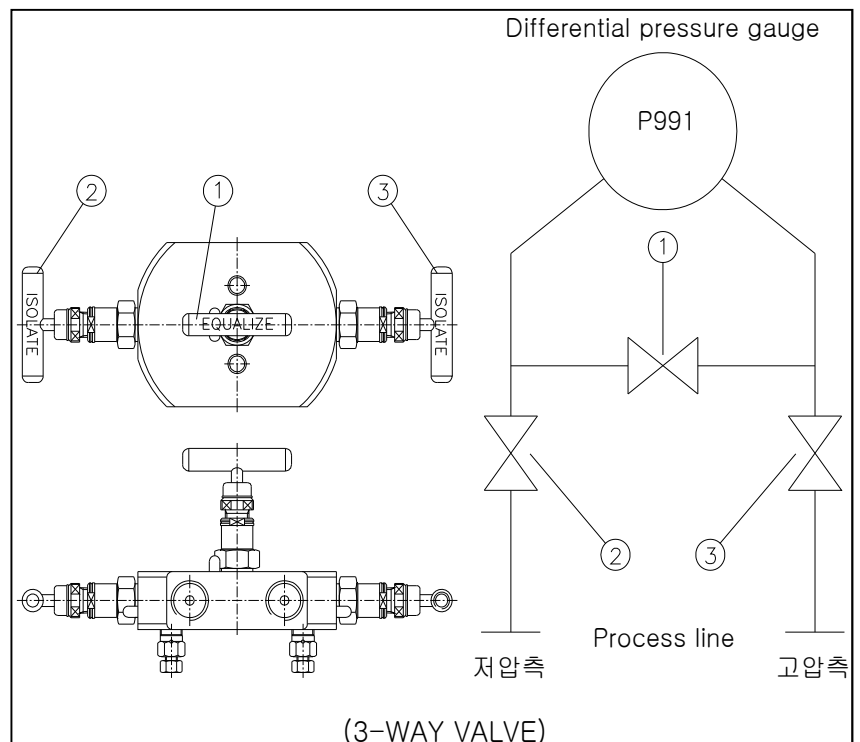 Differential pressure gauge
P991
② ① ③
①
ISOLATE
EQUALIZE
ISOLATE
② ③
Process line
저압측 고압측
(3-WAY VALVE)